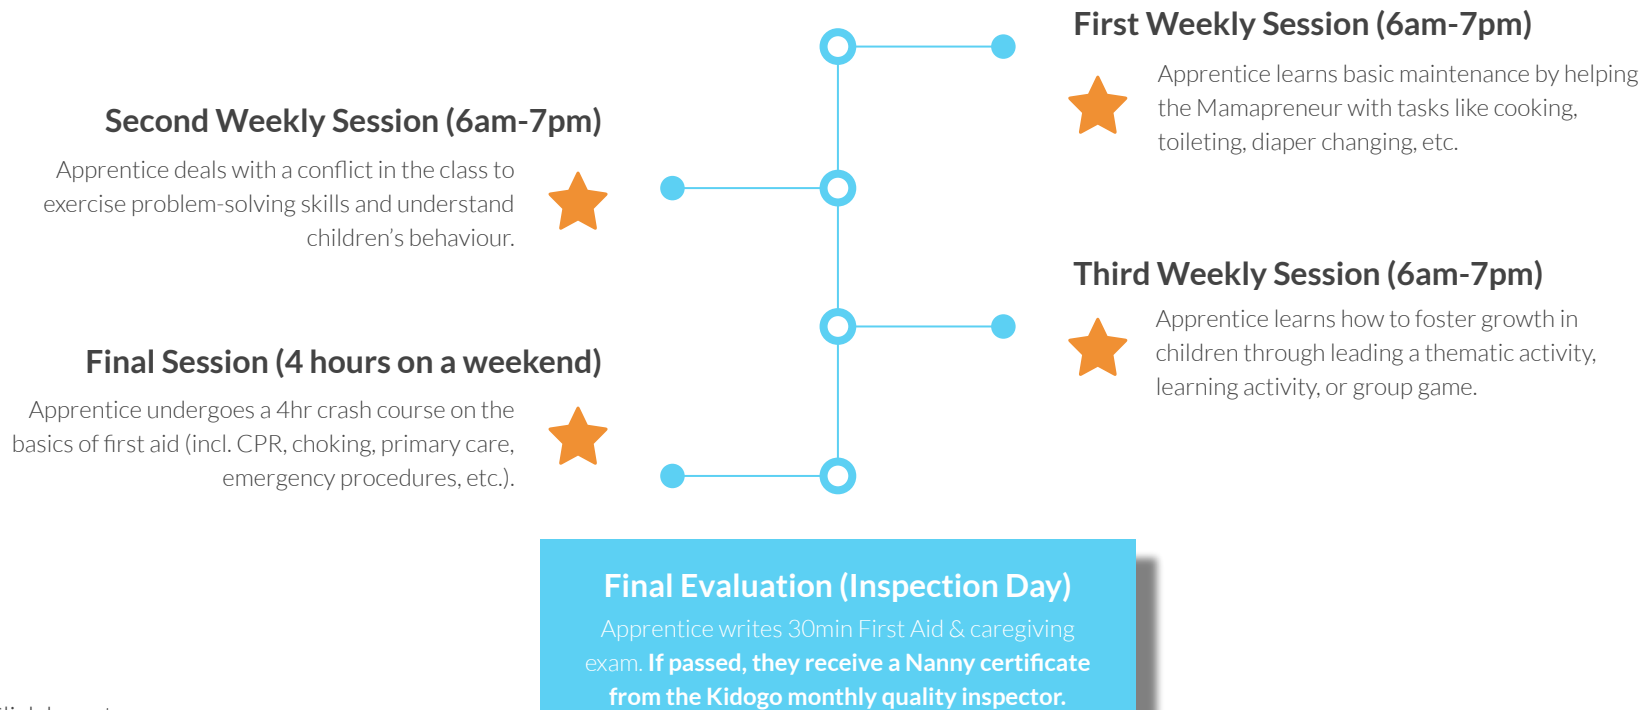 First Weekly Session (6am-7pm)
Apprentice learns basic maintenance by helping
the Mamapreneur with tasks like cooking,
toileting, diaper changing, etc.
Second Weekly Session (6am-7pm)
Apprentice deals with a conflict in the class to
exercise problem-solving skills and understand
children’s behaviour.
Third Weekly Session (6am-7pm)
Apprentice learns how to foster growth in
children through leading a thematic activity,
learning activity, or group game.
Final Session (4 hours on a weekend)
Apprentice undergoes a 4hr crash course on the
basics of first aid (incl. CPR, choking, primary care,
emergency procedures, etc.).
Final Evaluation (Inspection Day)
Apprentice writes 30min First Aid & caregiving
exam. If passed, they receive a Nanny certificate
from the Kidogo monthly quality inspector.